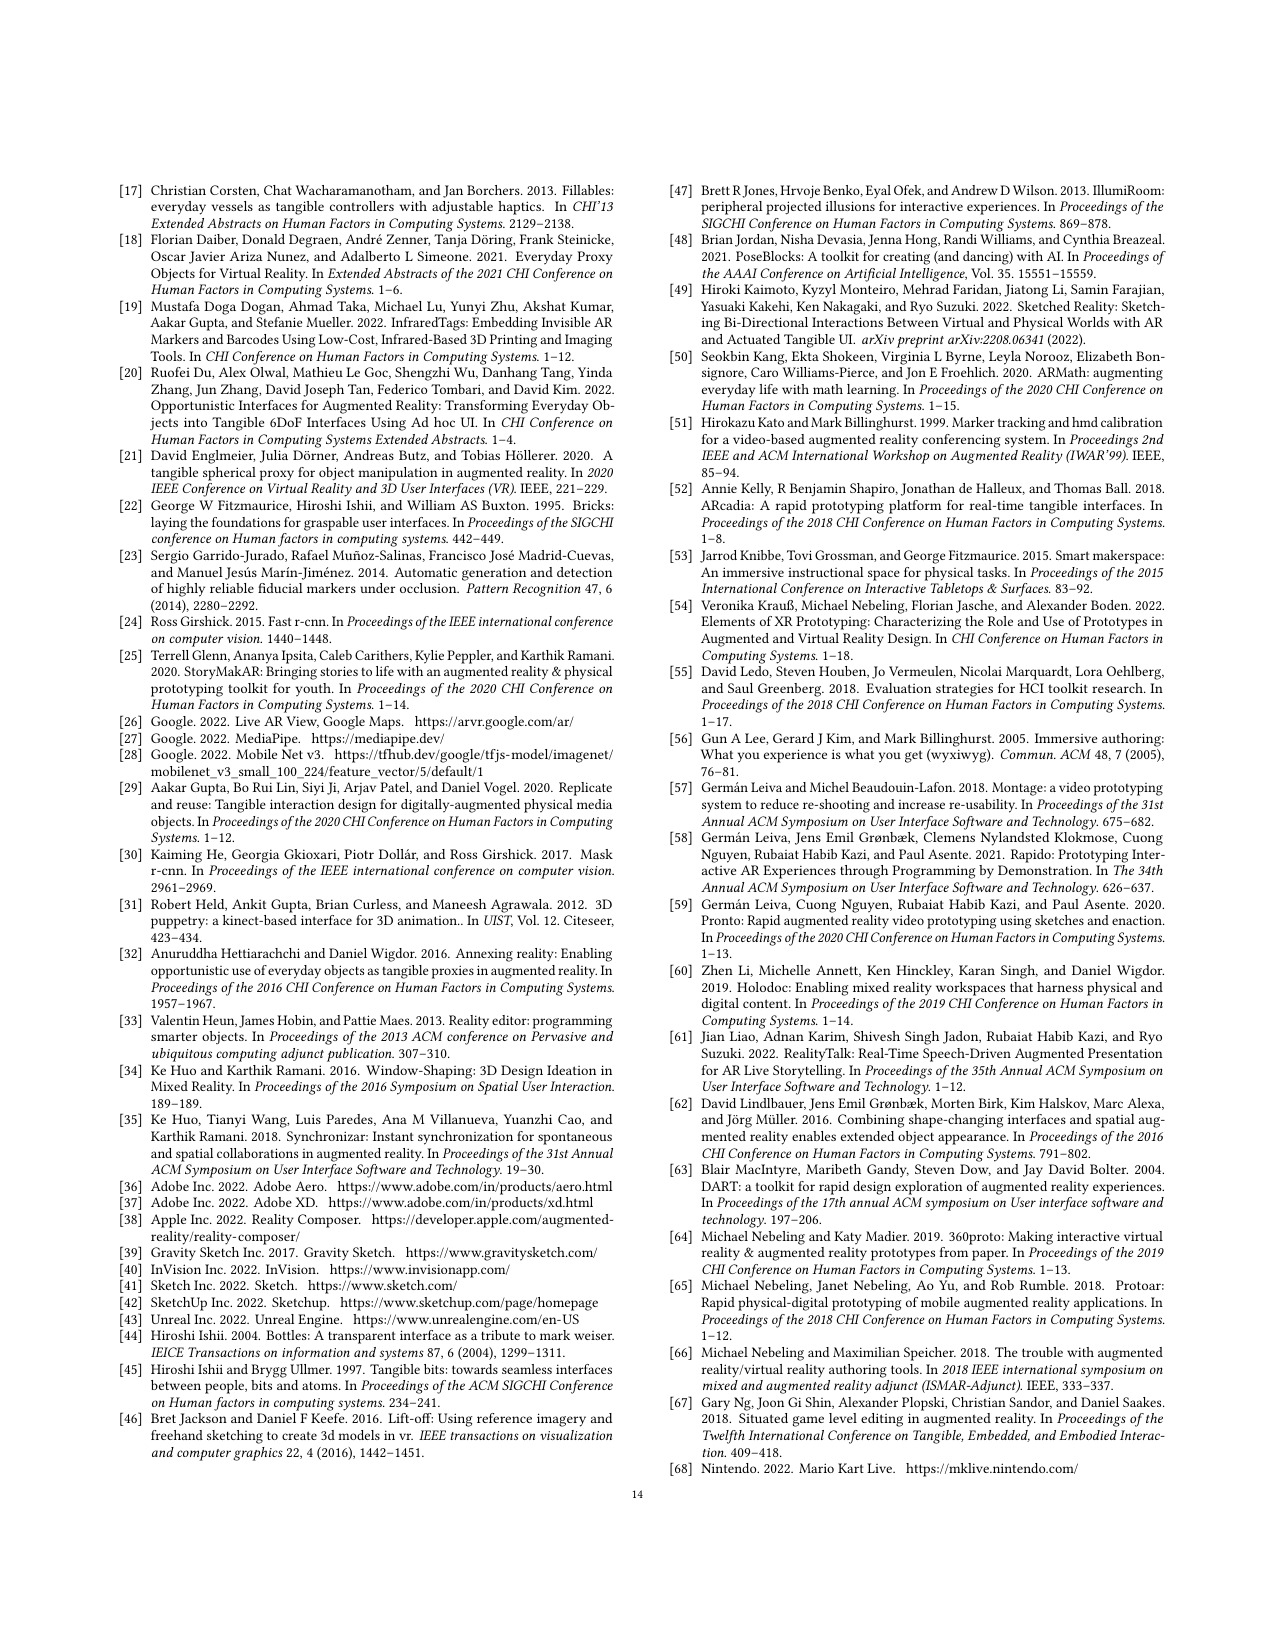 [17] Christian Corsten, Chat Wacharamanotham, and Jan Borchers. 2013. Fillables:
everyday vessels as tangible controllers with adjustable haptics. In CHI'13
Extended Abstracts on Human Factors in Computing Systems. 2129–2138.
[18] Florian Daiber, Donald Degraen, André Zenner, Tanja Döring, Frank Steinicke,
Oscar Javier Ariza Nunez, and Adalberto L Simeone. 2021. Everyday Proxy
Objects for Virtual Reality. In Extended Abstracts of the 2021 CHI Conference on
Human Factors in Computing Systems. 1–6.
[19] Mustafa Doga Dogan, Ahmad Taka, Michael Lu, Yunyi Zhu, Akshat Kumar,
Aakar Gupta, and Stefanie Mueller. 2022. InfraredTags: Embedding Invisible AR
Markers and Barcodes Using Low-Cost, Infrared-Based 3D Printing and Imaging
Tools. In CHI Conference on Human Factors in Computing Systems. 1–12.
[20] Ruofei Du, Alex Olwal, Mathieu Le Goc, Shengzhi Wu, Danhang Tang, Yinda
Zhang, Jun Zhang, David Joseph Tan, Federico Tombari, and David Kim. 2022.
Opportunistic Interfaces for Augmented Reality: Transforming Everyday Ob-
jects into Tangible 6DoF Interfaces Using Ad hoc UI. In CHI Conference on
Human Factors in Computing Systems Extended Abstracts. 1–4.
[21] David Englmeier, Julia Dörner, Andreas Butz, and Tobias Höllerer. 2020. A
tangible spherical proxy for object manipulation in augmented reality. In 2020
IEEE Conference on Virtual Reality and 3D User Interfaces (VR). IEEE, 221–229.
[22] George W Fitzmaurice, Hiroshi Ishii, and William AS Buxton. 1995. Bricks:
laying the foundations for graspable user interfaces. In Proceedings of the SIGCHI
conference on Human factors in computing systems. 442–449.
[23] Sergio Garrido-Jurado, Rafael Muñoz-Salinas, Francisco José Madrid-Cuevas,
and Manuel Jesús Marín-Jiménez. 2014. Automatic generation and detection
of highly reliable fiducial markers under occlusion. Pattern Recognition 47, 6
(2014), 2280–2292.
[24] Ross Girshick. 2015. Fast r-cnn. In Proceedings of the IEEE international conference
on computer vision. 1440–1448.
[25] Terrell Glenn, Ananya Ipsita, Caleb Carithers, Kylie Peppler, and Karthik Ramani.
2020. StoryMakAR: Bringing stories to life with an augmented reality & physical
prototyping toolkit for youth. In Proceedings of the 2020 CHI Conference on
Human Factors in Computing Systems. 1–14.
[26] Google. 2022. Live AR View, Google Maps. https://arvr.google.com/ar/
[27] Google. 2022. MediaPipe. https://mediapipe.dev/
[28] Google. 2022. Mobile Net v3. https://tfhub.dev/google/tfjs-model/imagenet/
mobilenet_v3_small_100_224/feature_vector/5/default/1
[29] Aakar Gupta, Bo Rui Lin, Siyi Ji, Arjav Patel, and Daniel Vogel. 2020. Replicate
and reuse: Tangible interaction design for digitally-augmented physical media
objects. In Proceedings of the 2020 CHI Conference on Human Factors in Computing
Systems. 1–12.
[30] Kaiming He, Georgia Gkioxari, Piotr Dollár, and Ross Girshick. 2017. Mask
r-cnn. In Proceedings of the IEEE international conference on computer vision.
2961–2969.
[31] Robert Held, Ankit Gupta, Brian Curless, and Maneesh Agrawala. 2012. 3D
puppetry: a kinect-based interface for 3D animation.. In UIST, Vol. 12. Citeseer,
423–434.
[32] Anuruddha Hettiarachchi and Daniel Wigdor. 2016. Annexing reality: Enabling
opportunistic use of everyday objects as tangible proxies in augmented reality. In
Proceedings of the 2016 CHI Conference on Human Factors in Computing Systems.
1957–1967.
[33] Valentin Heun, James Hobin, and Pattie Maes. 2013. Reality editor: programming
smarter objects. In Proceedings of the 2013 ACM conference on Pervasive and
ubiquitous computing adjunct publication. 307–310.
[34] Ke Huo and Karthik Ramani. 2016. Window-Shaping: 3D Design Ideation in
Mixed Reality. In Proceedings of the 2016 Symposium on Spatial User Interaction.
189–189.
[35] Ke Huo, Tianyi Wang, Luis Paredes, Ana M Villanueva, Yuanzhi Cao, and
Karthik Ramani. 2018. Synchronizar: Instant synchronization for spontaneous
and spatial collaborations in augmented reality. In Proceedings of the 31st Annual
ACM Symposium on User Interface Software and Technology. 19–30.
[36] Adobe Inc. 2022. Adobe Aero. https://www.adobe.com/in/products/aero.html
[37] Adobe Inc. 2022. Adobe XD. https://www.adobe.com/in/products/xd.html
[38] Apple Inc. 2022. Reality Composer. https://developer.apple.com/augmented-
reality/reality-composer/
[39] Gravity Sketch Inc. 2017. Gravity Sketch. https://www.gravitysketch.com/
[40] InVision Inc. 2022. InVision. https://www.invisionapp.com/
[41] Sketch Inc. 2022. Sketch. https://www.sketch.com/
[42] SketchUp Inc. 2022. Sketchup. https://www.sketchup.com/page/homepage
[43] Unreal Inc. 2022. Unreal Engine. https://www.unrealengine.com/en-US
[44] Hiroshi Ishii. 2004. Bottles: A transparent interface as a tribute to mark weiser.
IEICE Transactions on information and systems 87, 6 (2004), 1299–1311.
[45] Hiroshi Ishii and Brygg Ullmer. 1997. Tangible bits: towards seamless interfaces
between people, bits and atoms. In Proceedings of the ACM SIGCHI Conference
on Human factors in computing systems. 234–241.
[46] Bret Jackson and Daniel F Keefe. 2016. Lift-off: Using reference imagery and
freehand sketching to create 3d models in vr. IEEE transactions on visualization
and computer graphics 22, 4 (2016), 1442–1451.
[47] Brett R Jones, Hrvoje Benko, Eyal Ofek, and Andrew D Wilson. 2013. IllumiRoom:
peripheral projected illusions for interactive experiences. In Proceedings of the
SIGCHI Conference on Human Factors in Computing Systems. 869–878.
[48] Brian Jordan, Nisha Devasia, Jenna Hong, Randi Williams, and Cynthia Breazeal.
2021. PoseBlocks: A toolkit for creating (and dancing) with AI. In Proceedings of
the AAAI Conference on Artificial Intelligence, Vol. 35. 15551–15559.
[49] Hiroki Kaimoto, Kyzyl Monteiro, Mehrad Faridan, Jiatong Li, Samin Farajian,
Yasuaki Kakehi, Ken Nakagaki, and Ryo Suzuki. 2022. Sketched Reality: Sketch-
ing Bi-Directional Interactions Between Virtual and Physical Worlds with AR
and Actuated Tangible UI. arXiv preprint arXiv:2208.06341 (2022).
[50] Seokbin Kang, Ekta Shokeen, Virginia L Byrne, Leyla Norooz, Elizabeth Bon-
signore, Caro Williams-Pierce, and Jon E Froehlich. 2020. ARMath: augmenting
everyday life with math learning. In Proceedings of the 2020 CHI Conference on
Human Factors in Computing Systems. 1–15.
[51] Hirokazu Kato and Mark Billinghurst. 1999. Marker tracking and hmd calibration
for a video-based augmented reality conferencing system. In Proceedings 2nd
IEEE and ACM International Workshop on Augmented Reality (IWAR'99). IEEE,
85–94.
[52] Annie Kelly, R Benjamin Shapiro, Jonathan de Halleux, and Thomas Ball. 2018.
ARcadia: A rapid prototyping platform for real-time tangible interfaces. In
Proceedings of the 2018 CHI Conference on Human Factors in Computing Systems.
1–8.
[53] Jarrod Knibbe, Tovi Grossman, and George Fitzmaurice. 2015. Smart makerspace:
An immersive instructional space for physical tasks. In Proceedings of the 2015
International Conference on Interactive Tabletops & Surfaces. 83–92.
[54] Veronika Krauß, Michael Nebeling, Florian Jasche, and Alexander Boden. 2022.
Elements of XR Prototyping: Characterizing the Role and Use of Prototypes in
Augmented and Virtual Reality Design. In CHI Conference on Human Factors in
Computing Systems. 1–18.
[55] David Ledo, Steven Houben, Jo Vermeulen, Nicolai Marquardt, Lora Oehlberg,
and Saul Greenberg. 2018. Evaluation strategies for HCI toolkit research. In
Proceedings of the 2018 CHI Conference on Human Factors in Computing Systems.
1–17.
[56] Gun A Lee, Gerard J Kim, and Mark Billinghurst. 2005. Immersive authoring:
What you experience is what you get (wyxiwyg). Commun. ACM 48, 7 (2005),
76–81.
[57] Germán Leiva and Michel Beaudouin-Lafon. 2018. Montage: a video prototyping
system to reduce re-shooting and increase re-usability. In Proceedings of the 31st
Annual ACM Symposium on User Interface Software and Technology. 675–682.
[58] Germán Leiva, Jens Emil Grønbæk, Clemens Nylandsted Klokmose, Cuong
Nguyen, Rubaiat Habib Kazi, and Paul Asente. 2021. Rapido: Prototyping Inter-
active AR Experiences through Programming by Demonstration. In The 34th
Annual ACM Symposium on User Interface Software and Technology. 626–637.
[59] Germán Leiva, Cuong Nguyen, Rubaiat Habib Kazi, and Paul Asente. 2020.
Pronto: Rapid augmented reality video prototyping using sketches and enaction.
In Proceedings of the 2020 CHI Conference on Human Factors in Computing Systems.
1–13.
[60] Zhen Li, Michelle Annett, Ken Hinckley, Karan Singh, and Daniel Wigdor.
2019. Holodoc: Enabling mixed reality workspaces that harness physical and
digital content. In Proceedings of the 2019 CHI Conference on Human Factors in
Computing Systems. 1–14.
[61] Jian Liao, Adnan Karim, Shivesh Singh Jadon, Rubaiat Habib Kazi, and Ryo
Suzuki. 2022. RealityTalk: Real-Time Speech-Driven Augmented Presentation
for AR Live Storytelling. In Proceedings of the 35th Annual ACM Symposium on
User Interface Software and Technology. 1–12.
[62] David Lindlbauer, Jens Emil Grønbæk, Morten Birk, Kim Halskov, Marc Alexa,
and Jörg Müller. 2016. Combining shape-changing interfaces and spatial aug-
mented reality enables extended object appearance. In Proceedings of the 2016
CHI Conference on Human Factors in Computing Systems. 791–802.
[63] Blair MacIntyre, Maribeth Gandy, Steven Dow, and Jay David Bolter. 2004.
DART: a toolkit for rapid design exploration of augmented reality experiences.
In Proceedings of the 17th annual ACM symposium on User interface software and
technology. 197–206.
[64] Michael Nebeling and Katy Madier. 2019. 360proto: Making interactive virtual
reality & augmented reality prototypes from paper. In Proceedings of the 2019
CHI Conference on Human Factors in Computing Systems. 1–13.
[65] Michael Nebeling, Janet Nebeling, Ao Yu, and Rob Rumble. 2018. Protoar:
Rapid physical-digital prototyping of mobile augmented reality applications. In
Proceedings of the 2018 CHI Conference on Human Factors in Computing Systems.
1–12.
[66] Michael Nebeling and Maximilian Speicher. 2018. The trouble with augmented
reality/virtual reality authoring tools. In 2018 IEEE international symposium on
mixed and augmented reality adjunct (ISMAR-Adjunct). IEEE, 333–337.
[67] Gary Ng, Joon Gi Shin, Alexander Plopski, Christian Sandor, and Daniel Saakes.
2018. Situated game level editing in augmented reality. In Proceedings of the
Twelfth International Conference on Tangible, Embedded, and Embodied Interac-
tion. 409–418.
[68] Nintendo. 2022. Mario Kart Live. https://mklive.nintendo.com/
14